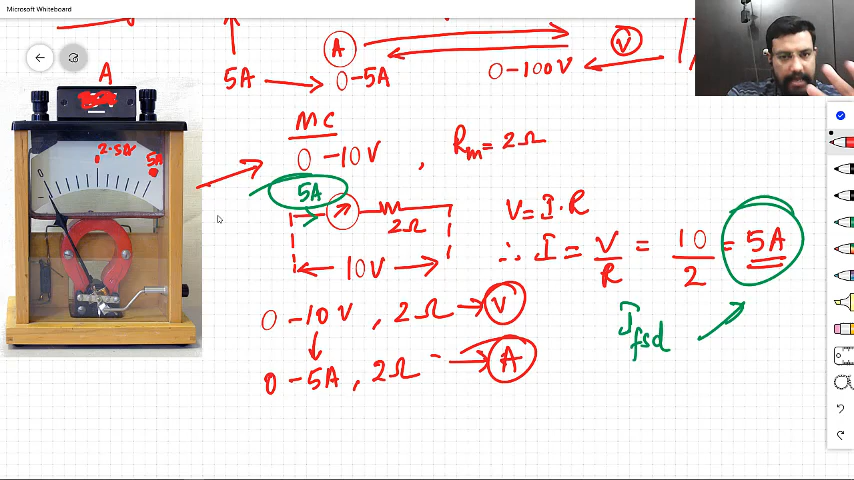 Microsoft Whiteboard
A
V
5A
0-5A
0-100V
A
2.5A
5A
0
MC
0-10V , Rm = 2Ω
5A
2Ω
10V
V = I.R
∴ I = V/R = 10/2 = 5A
0-10V , 2Ω → V
Ifsd
0-5A , 2Ω → A